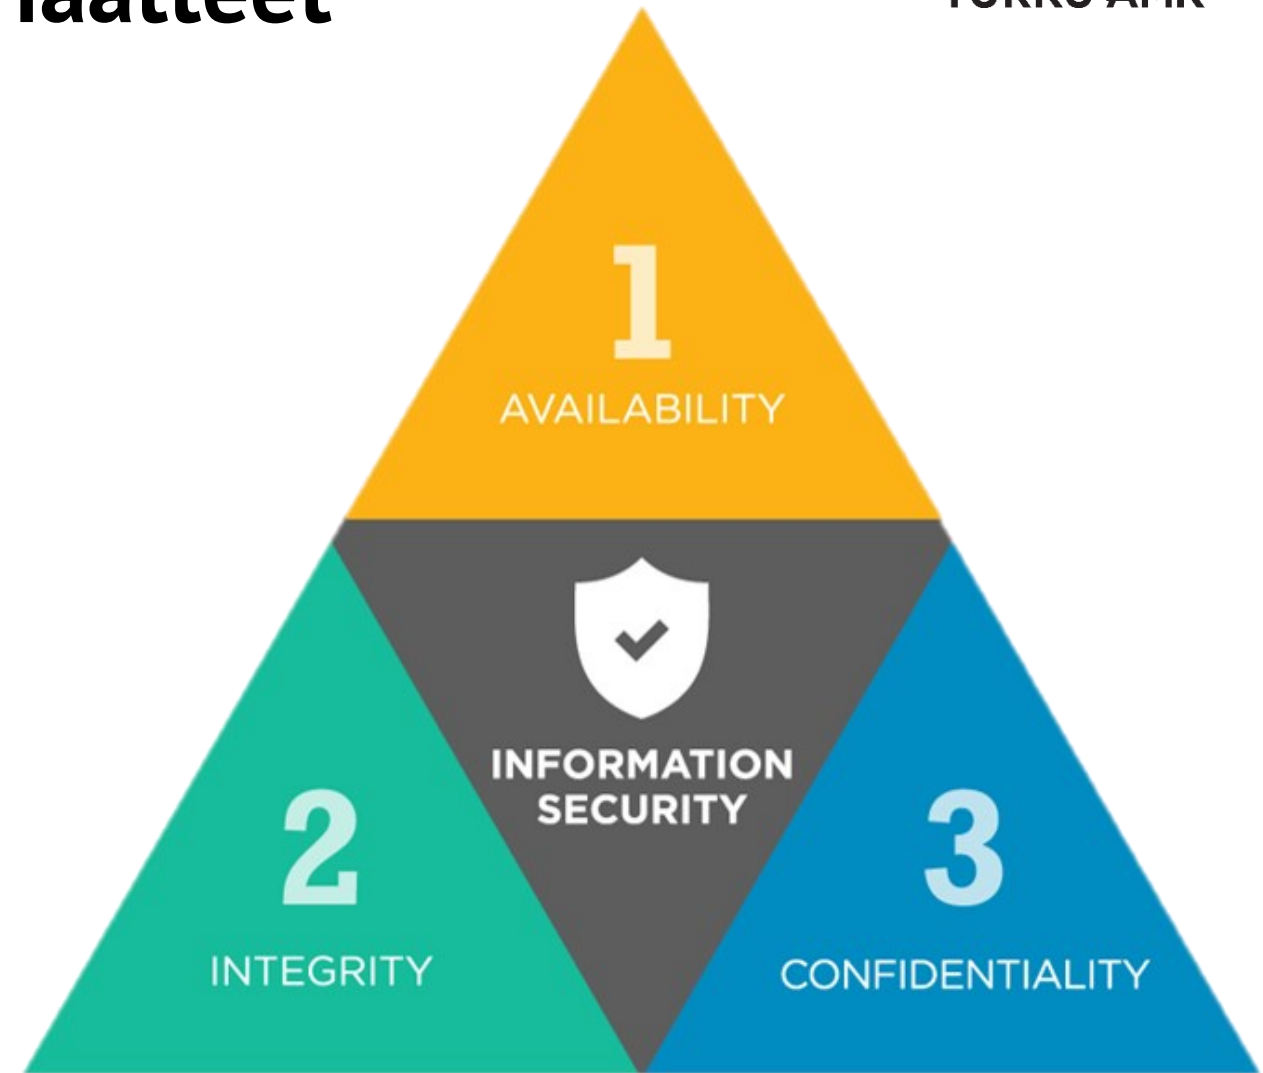 1
AVAILABILITY
INFORMATION
SECURITY
2
INTEGRITY
3
CONFIDENTIALITY